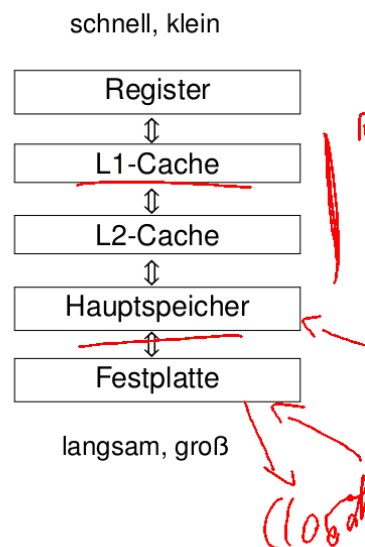 schnell, klein
Register
L1-Cache
L2-Cache
Hauptspeicher
Festplatte
langsam, groß